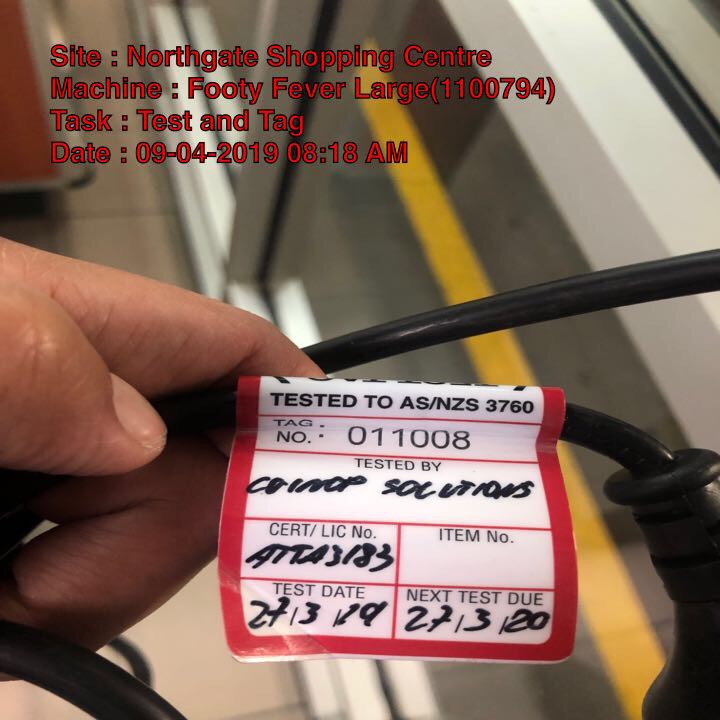 Site : Northgate Shopping Centre
Machine : Footy Fever Large(1100794)
Task : Test and Tag
Date : 09-04-2019 08:18 AM
TESTED TO AS/NZS 3760
TAG NO. : 011008
TESTED BY
COINOP SOLUTIONS
CERT/ LIC No.
ITEM No.
ATTA3183
TEST DATE
NEXT TEST DUE
27/3/19
27/3/20